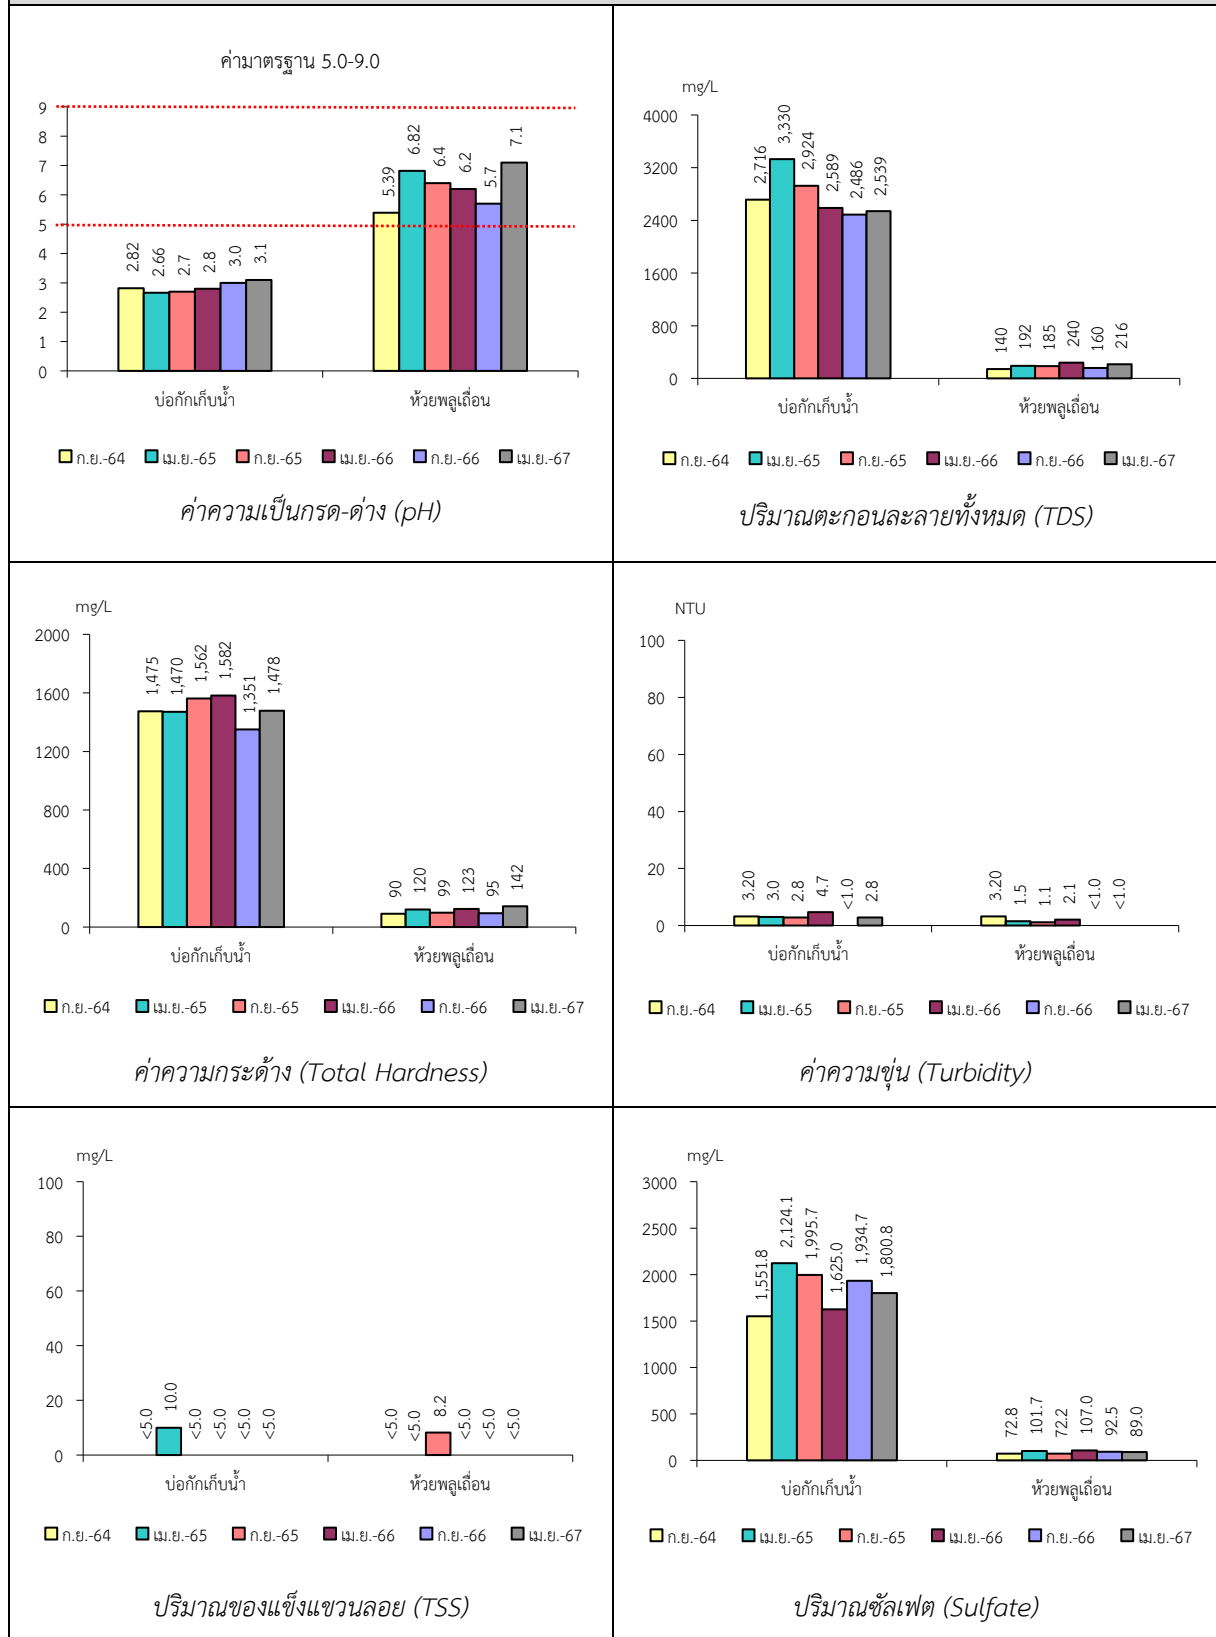 ค่ามาตรฐาน 5.0-9.0
9
8
7
6
5
4
3
2
1
0
2.82 2.66 2.7 2.8 3.0 3.1
5.39 6.82 6.4 6.2 5.7 7.1
บ่อกักเก็บน้ำ ห้วยพลูเถื่อน
ก.ย.-64 เม.ย.-65 ก.ย.-65 เม.ย.-66 ก.ย.-66 เม.ย.-67
ค่าความเป็นกรด-ด่าง (pH)
mg/L
4000
3200
2400
1600
800
0
2,716 3,330 2,924 2,589 2,486 2,539
140 192 185 240 160 216
บ่อกักเก็บน้ำ ห้วยพลูเถื่อน
ก.ย.-64 เม.ย.-65 ก.ย.-65 เม.ย.-66 ก.ย.-66 เม.ย.-67
ปริมาณตะกอนละลายทั้งหมด (TDS)
mg/L
2000
1600
1200
800
400
0
1,475 1,470 1,562 1,582 1,351 1,478
90 120 99 123 95 142
บ่อกักเก็บน้ำ ห้วยพลูเถื่อน
ก.ย.-64 เม.ย.-65 ก.ย.-65 เม.ย.-66 ก.ย.-66 เม.ย.-67
ค่าความกระด้าง (Total Hardness)
NTU
100
80
60
40
20
0
3.20 3.0 2.8 4.7 <1.0 2.8
3.20 1.5 1.1 2.1 <1.0 <1.0
บ่อกักเก็บน้ำ ห้วยพลูเถื่อน
ก.ย.-64 เม.ย.-65 ก.ย.-65 เม.ย.-66 ก.ย.-66 เม.ย.-67
ค่าความขุ่น (Turbidity)
mg/L
100
80
60
40
20
0
<5.0 10.0 <5.0 <5.0 <5.0 <5.0
<5.0 <5.0 8.2 <5.0 <5.0 <5.0
บ่อกักเก็บน้ำ ห้วยพลูเถื่อน
ก.ย.-64 เม.ย.-65 ก.ย.-65 เม.ย.-66 ก.ย.-66 เม.ย.-67
ปริมาณของแข็งแขวนลอย (TSS)
mg/L
3000
2500
2000
1500
1000
500
0
1,551.8 2,124.1 1,995.7 1,625.0 1,934.7 1,800.8
72.8 101.7 72.2 107.0 92.5 89.0
บ่อกักเก็บน้ำ ห้วยพลูเถื่อน
ก.ย.-64 เม.ย.-65 ก.ย.-65 เม.ย.-66 ก.ย.-66 เม.ย.-67
ปริมาณซัลเฟต (Sulfate)